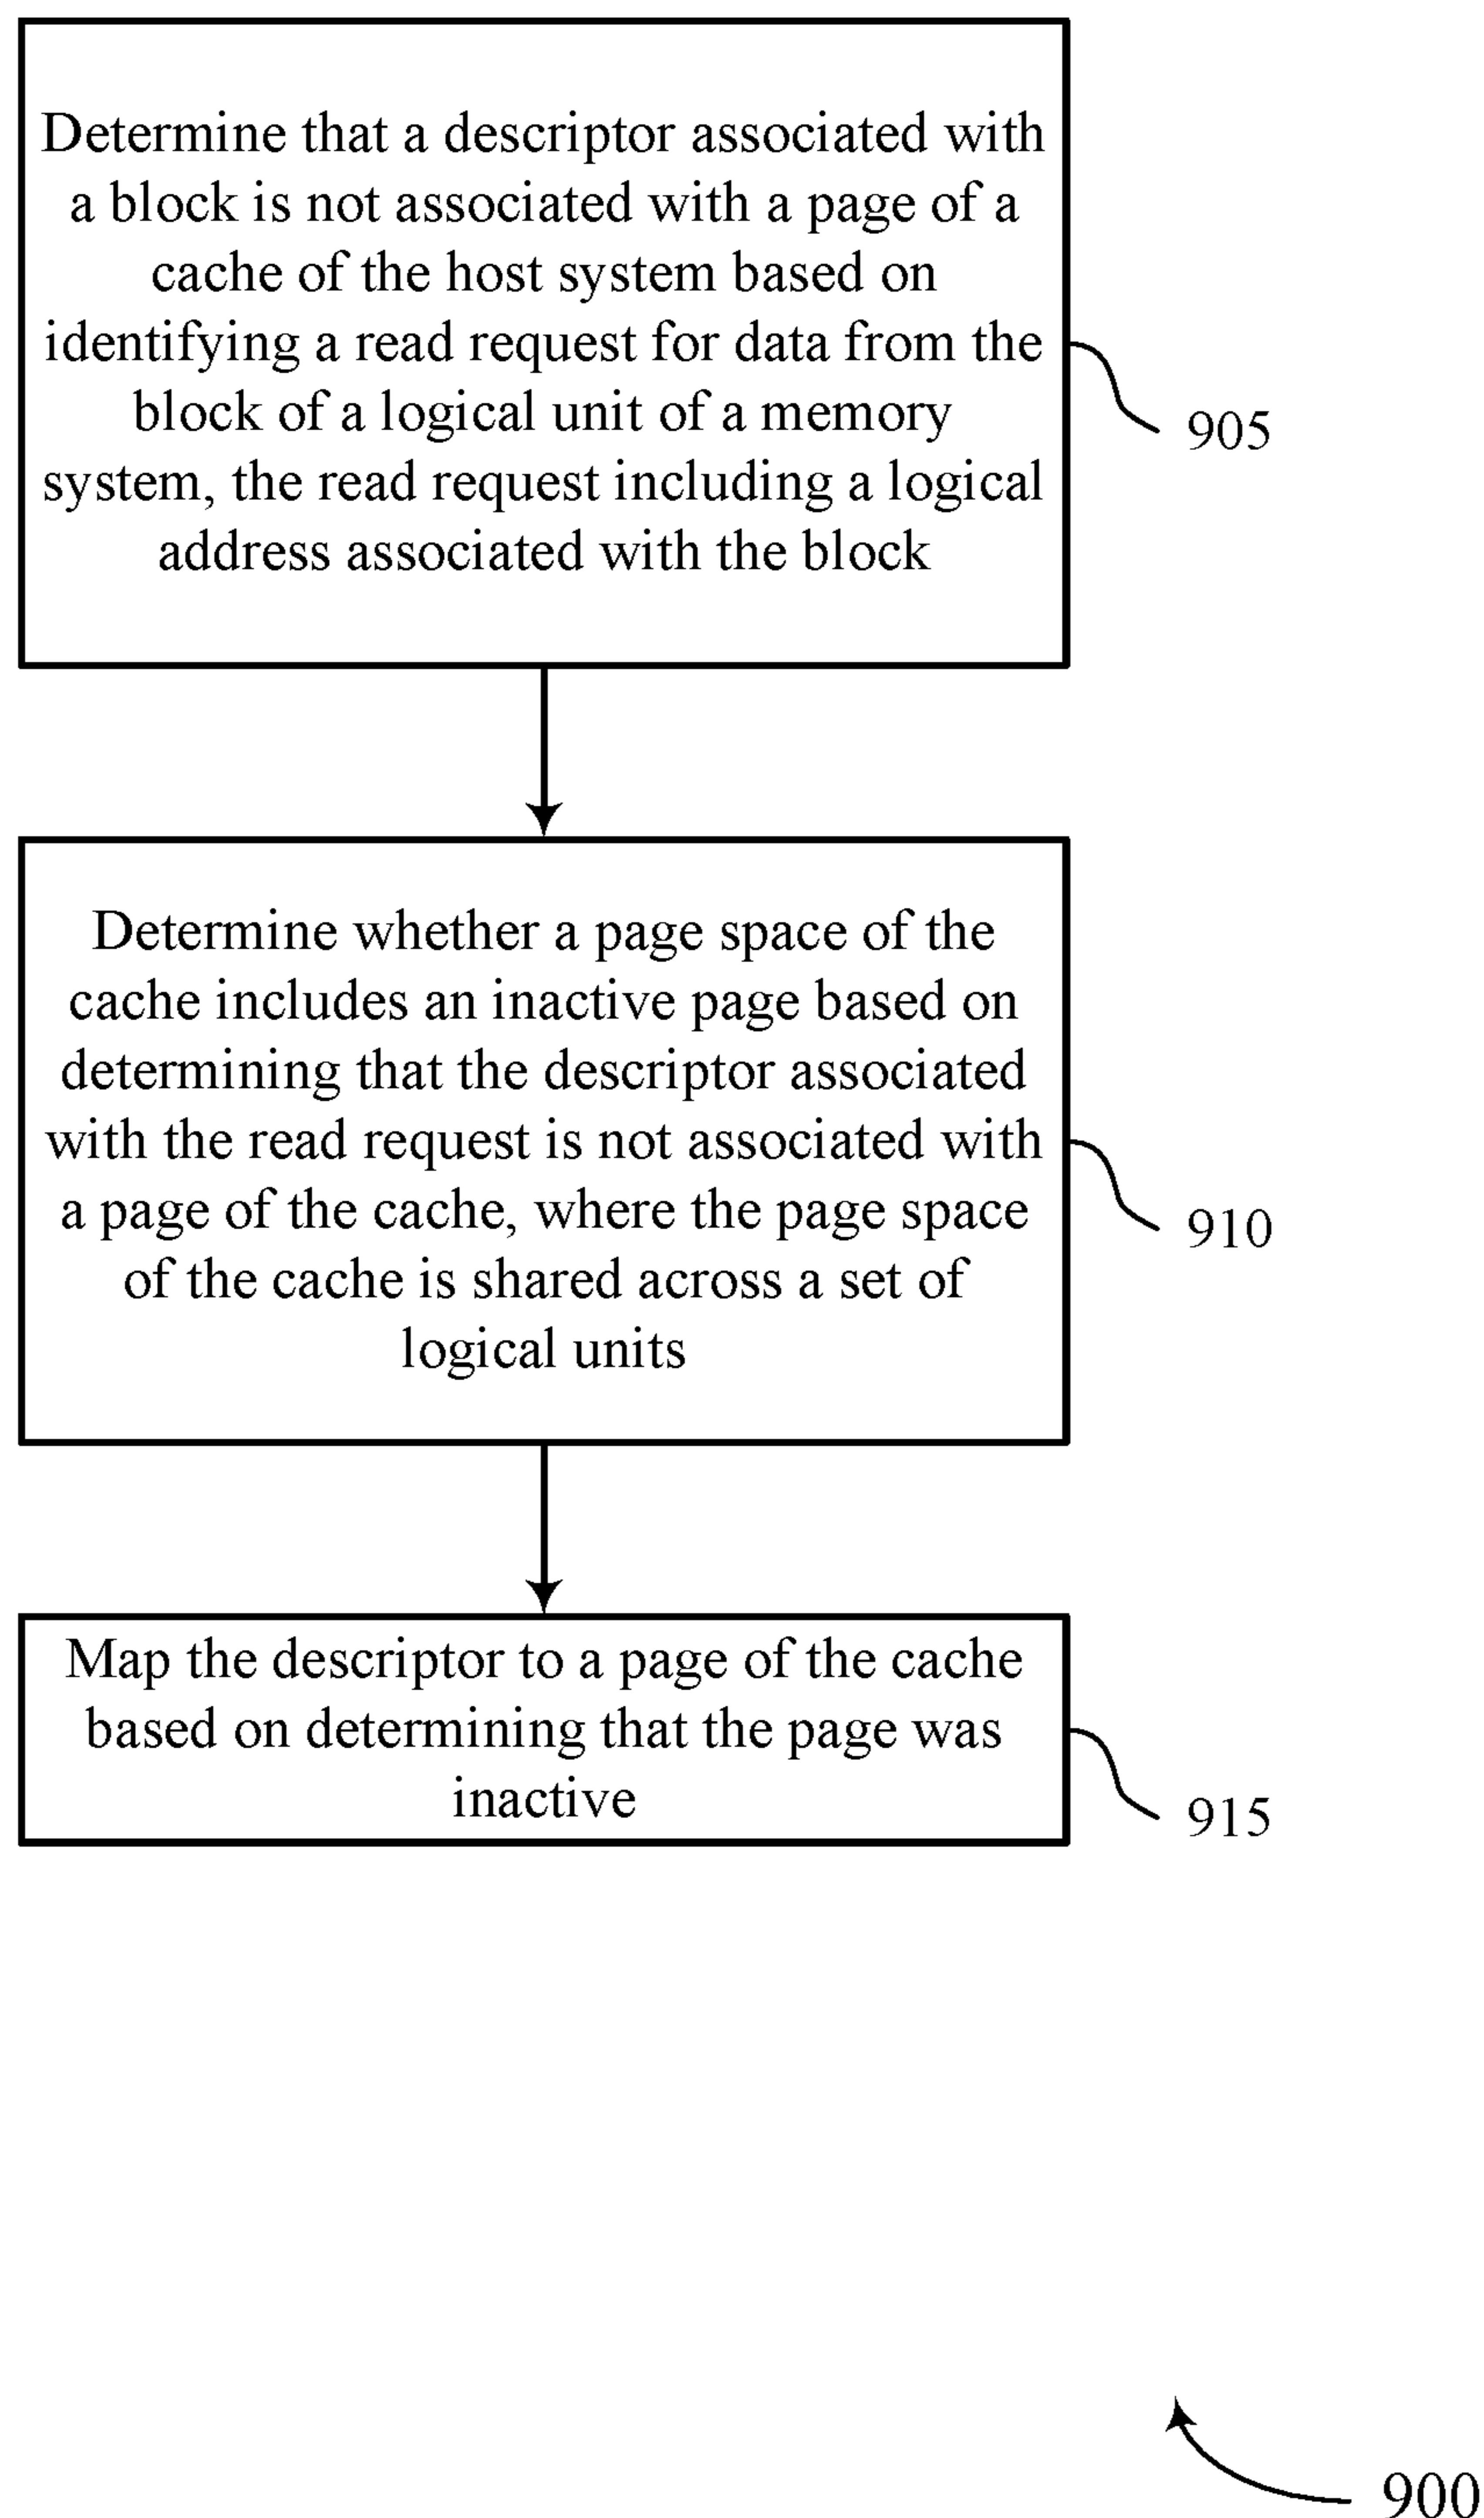 Determine that a descriptor associated with
a block is not associated with a page of a
cache of the host system based on
identifying a read request for data from the
block of a logical unit of a memory
system, the read request including a logical
address associated with the block
905
Determine whether a page space of the
cache includes an inactive page based on
determining that the descriptor associated
with the read request is not associated with
a page of the cache, where the page space
of the cache is shared across a set of
logical units
910
Map the descriptor to a page of the cache
based on determining that the page was
inactive
915
900